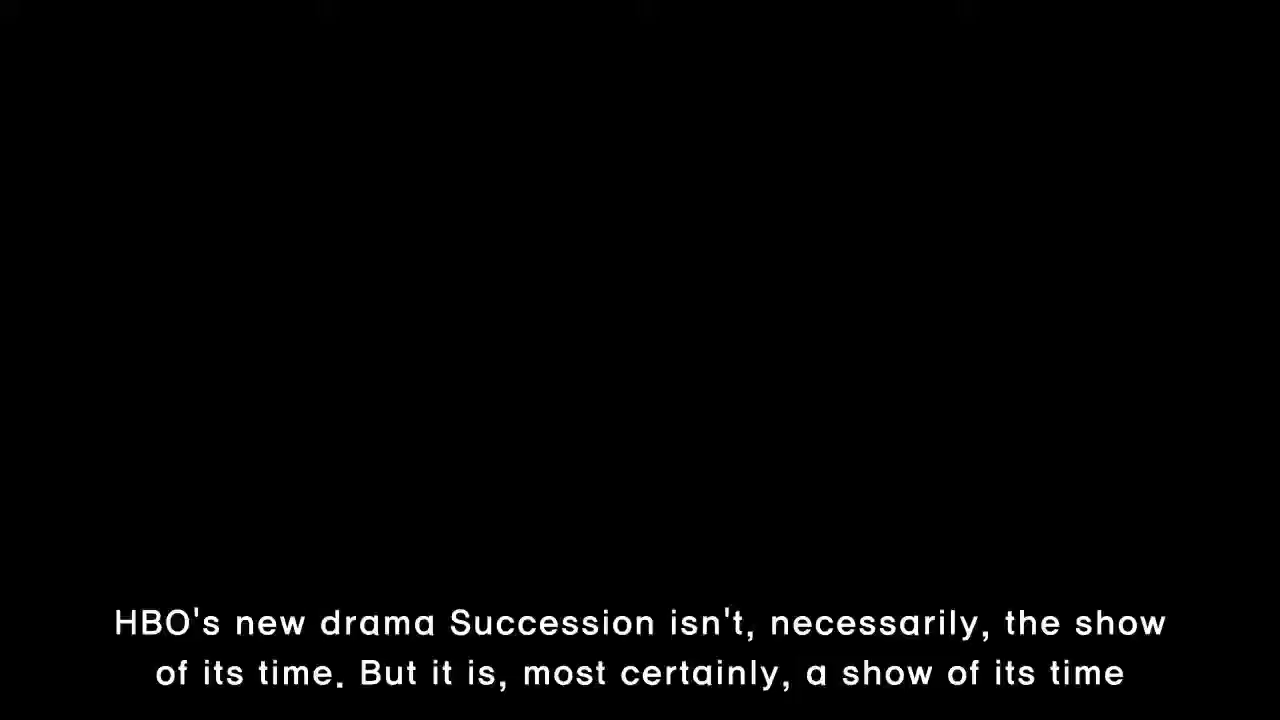 HBO's new drama Succession isn't, necessarily, the show
of its time. But it is, most certainly, a show of its time